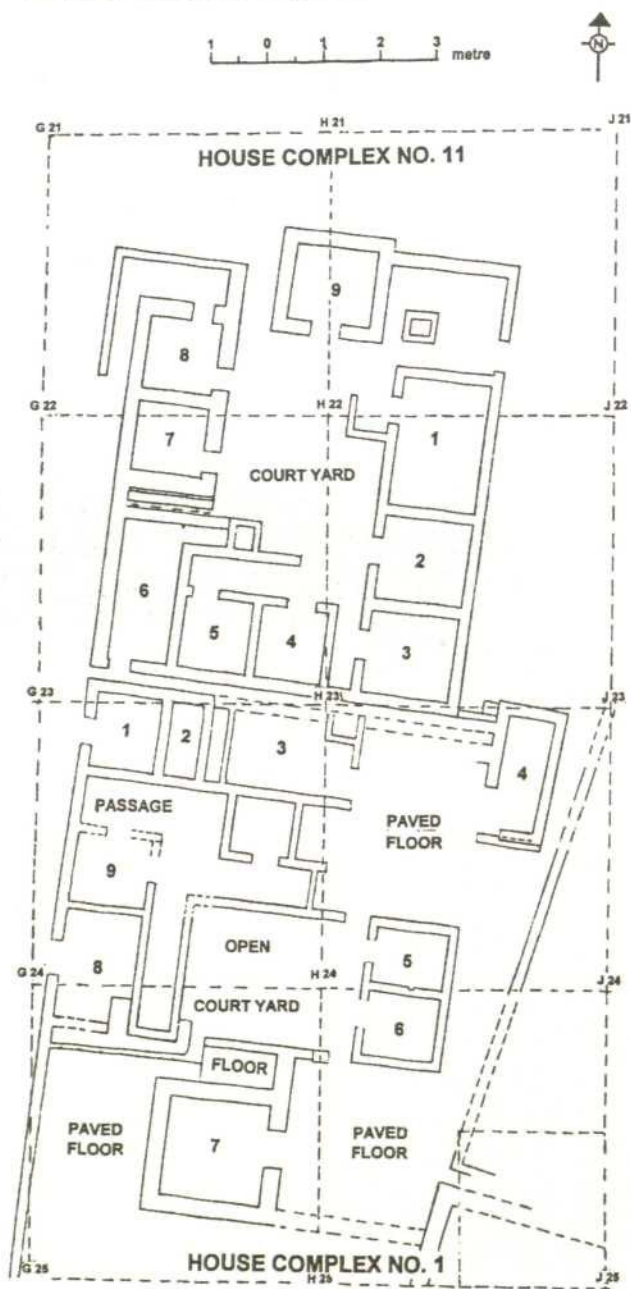 1 0 1 2 3 metre
N
G 21 H 21 J 21
HOUSE COMPLEX NO. 11
9
8
G 22 H 22 J 22
1
7
COURT YARD
2
6
5 4 3
G 23 H 23 J 23
1 2 3
4
PASSAGE
PAVED
FLOOR
9
OPEN
5
8
G 24 H 24 J 24
COURT YARD
6
FLOOR
PAVED
FLOOR
7
PAVED
FLOOR
HOUSE COMPLEX NO. 1
G 25 H 25 J 25